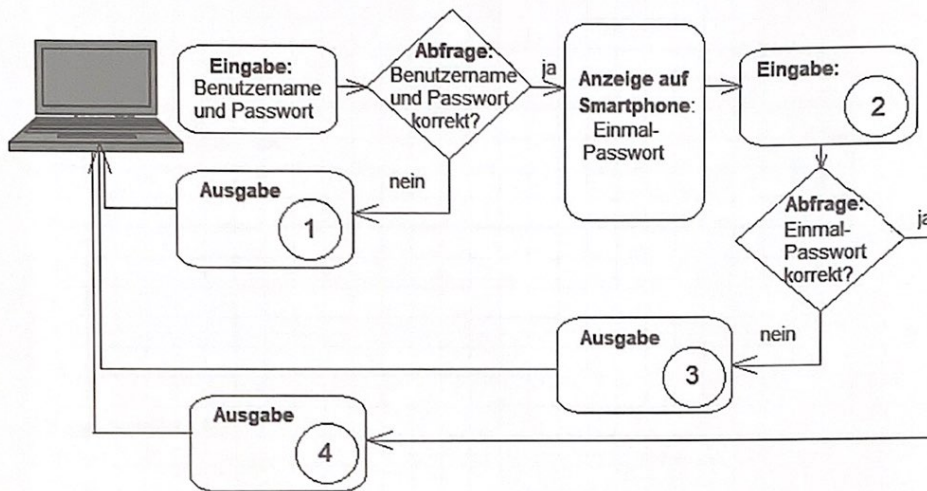 Eingabe:
Benutzername
und Passwort
Abfrage:
Benutzername
und Passwort
korrekt?
ja
nein
Anzeige auf
Smartphone:
Einmal-
Passwort
Eingabe:
2
Ausgabe
1
Abfrage:
Einmal-
Passwort
korrekt?
ja
nein
Ausgabe
3
Ausgabe
4